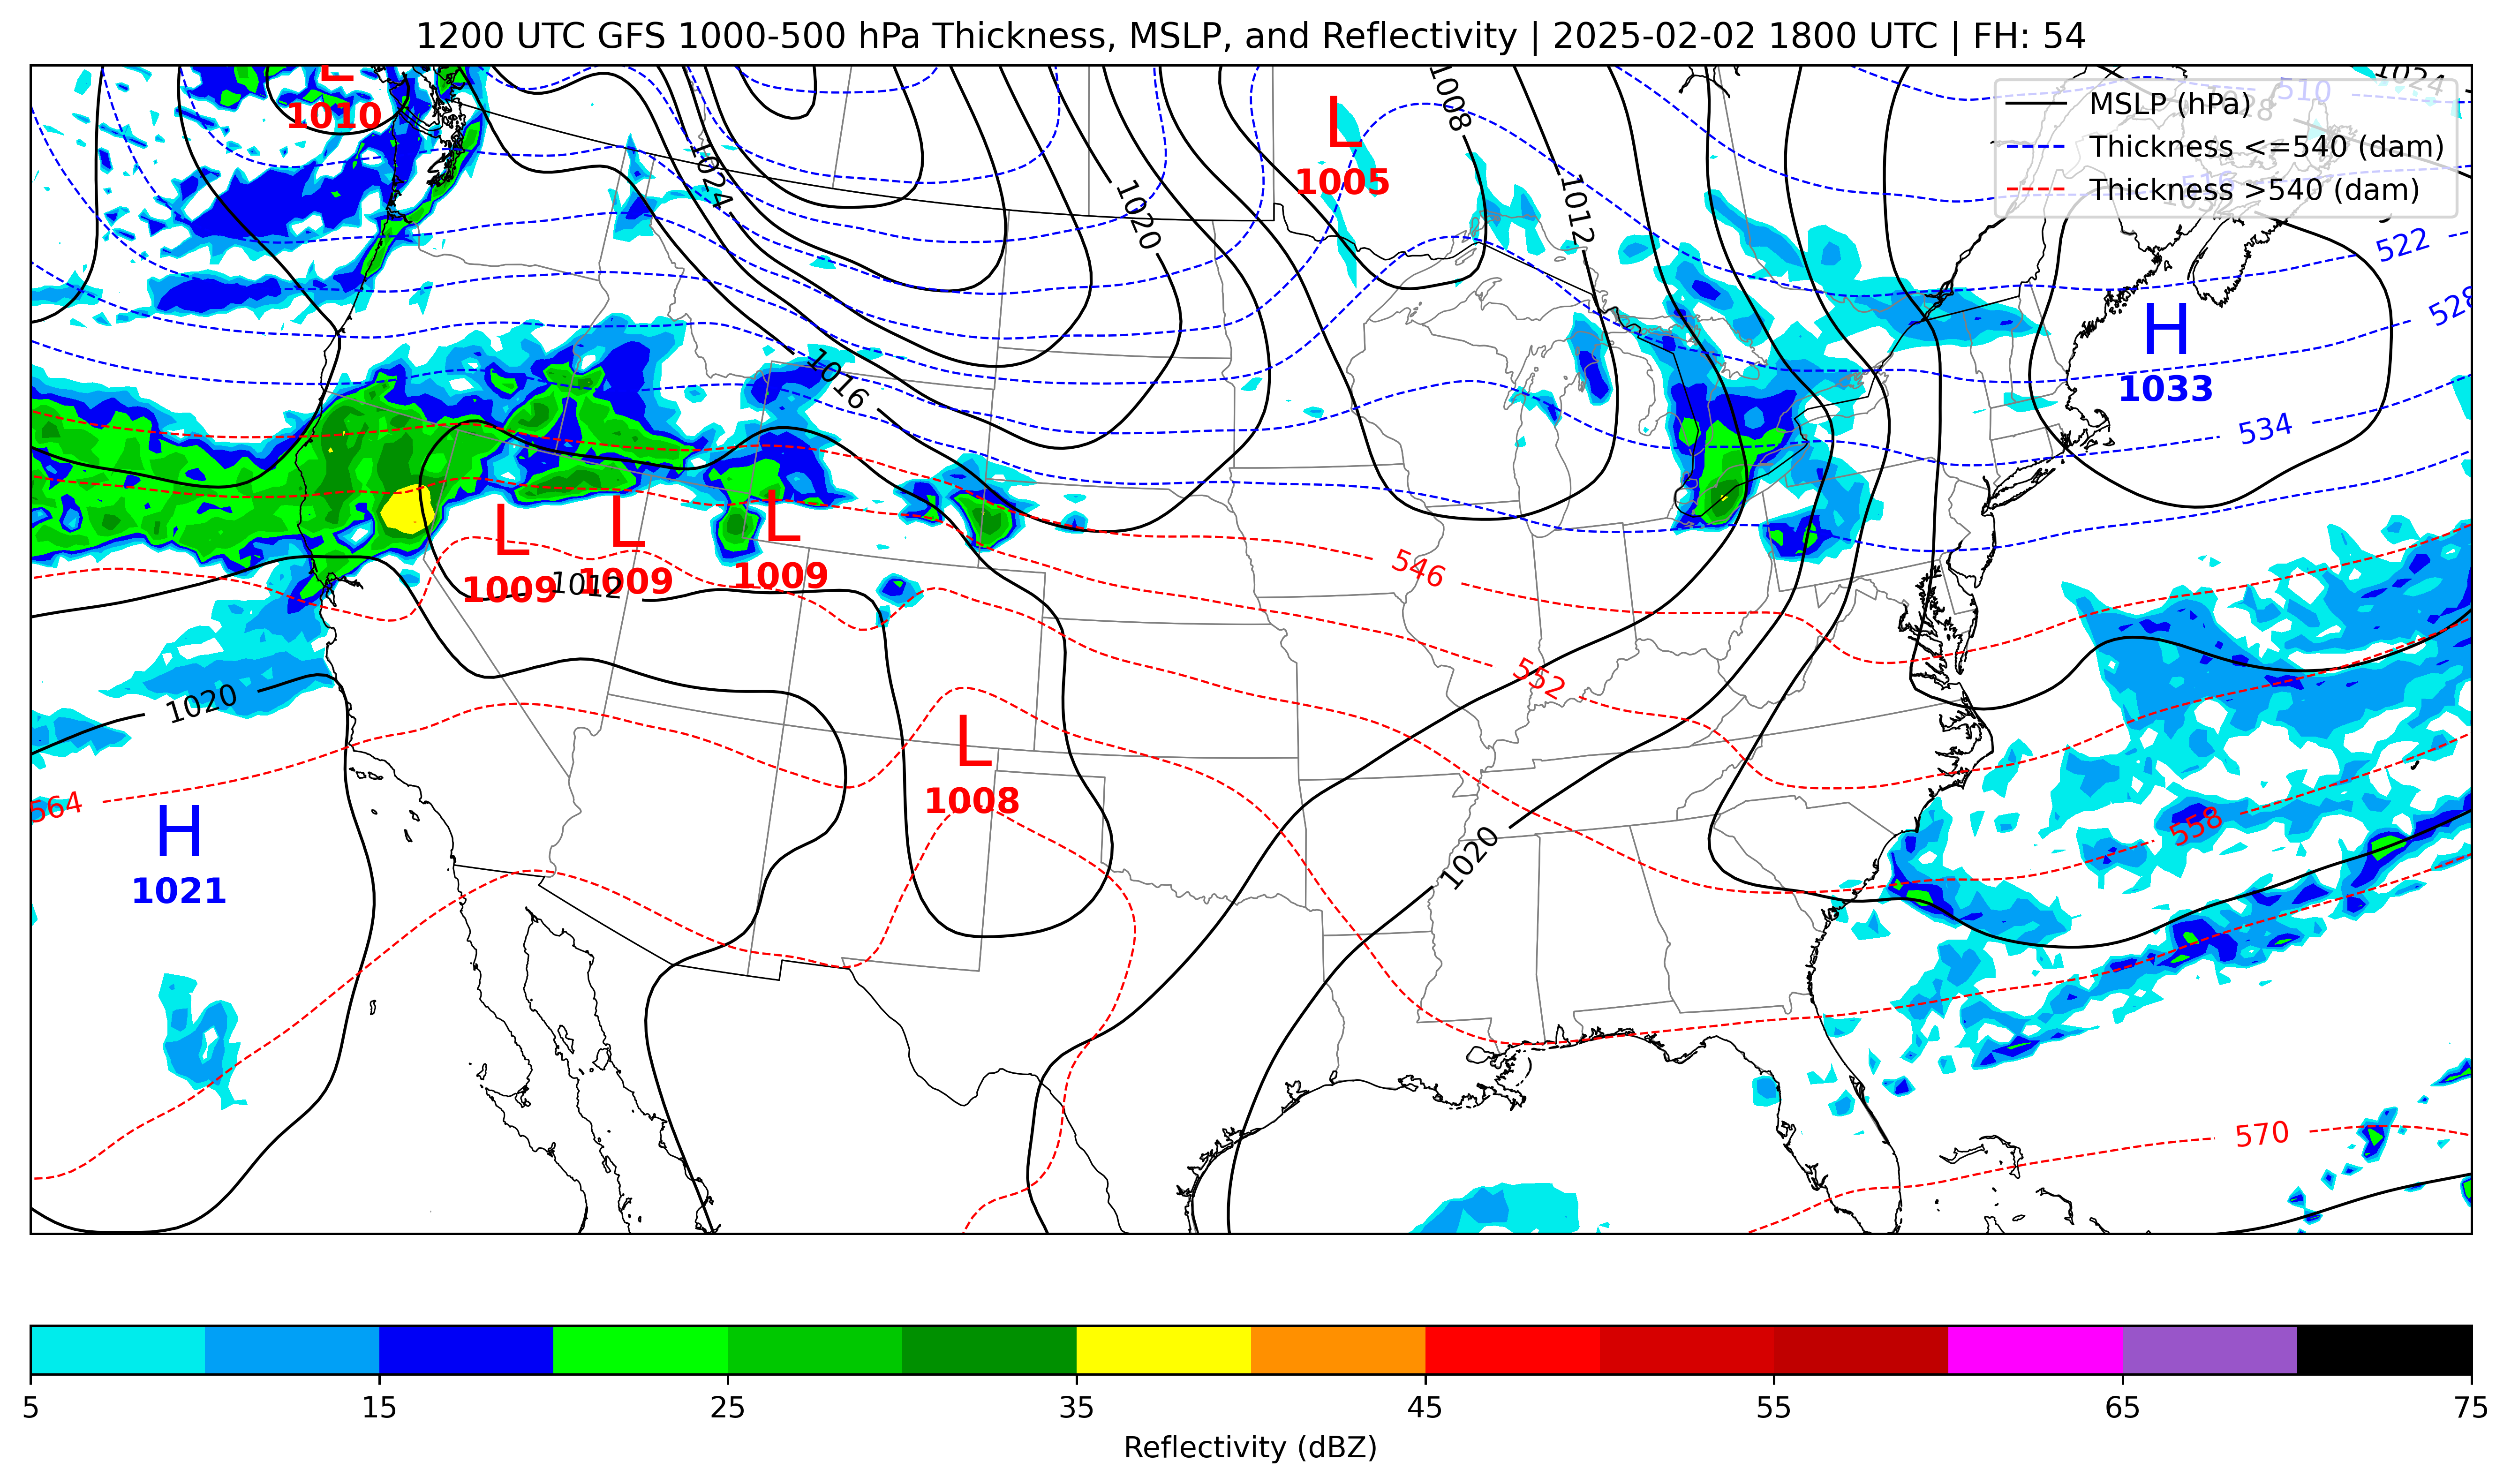 1200 UTC GFS 1000-500 hPa Thickness, MSLP, and Reflectivity | 2025-02-02 1800 UTC | FH: 54
L
1010
L
1005
1008
1024
510
MSLP (hPa)
Thickness <=540 (dam)
Thickness >540 (dam)
1024
1020
1012
522
528
H
1033
534
1016
L
1009
L
1009
L
1009
1012
546
552
1020
L
1008
564
H
1021
558
1020
570
5 15 25 35 45 55 65 75
Reflectivity (dBZ)